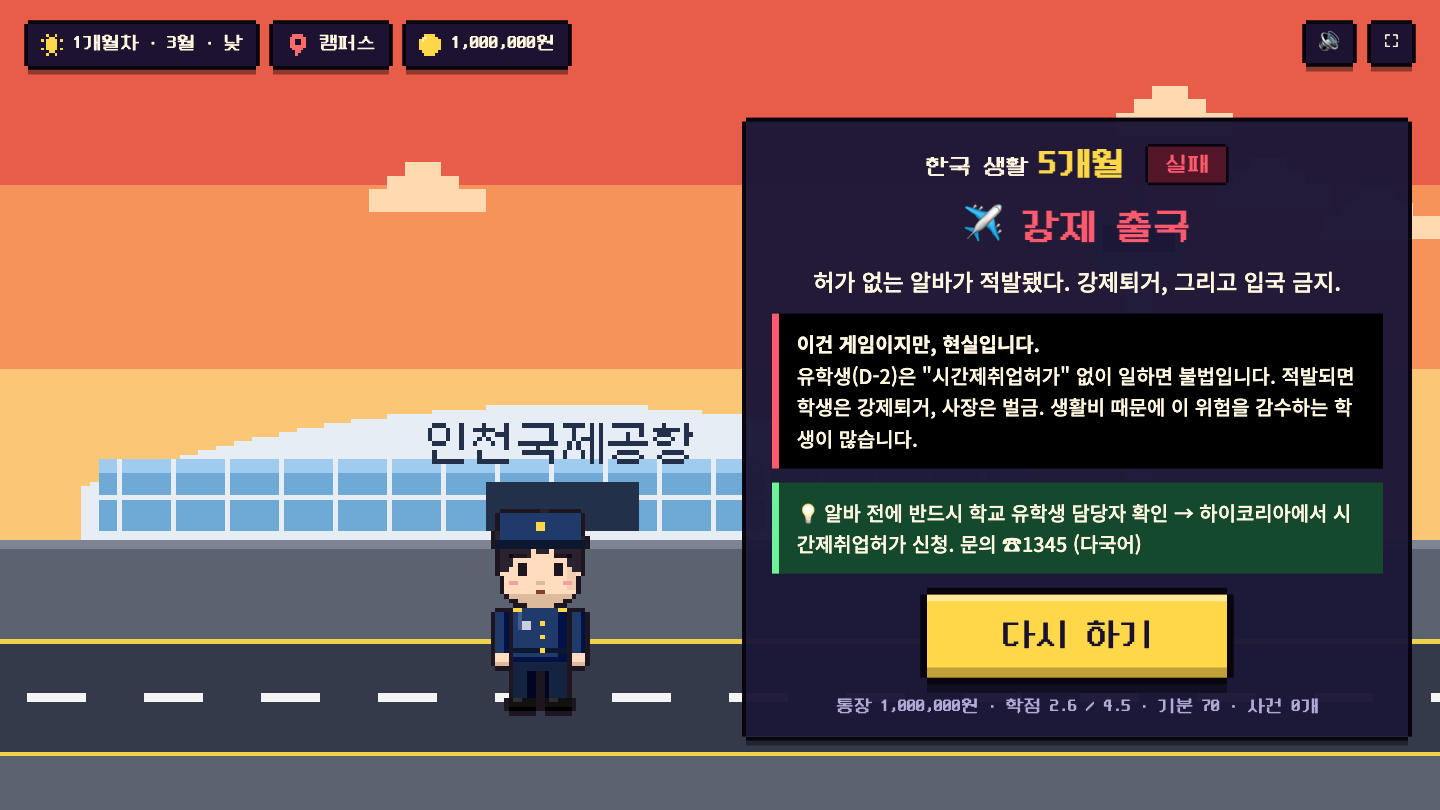 1개월차 · 3월 · 낮
캠퍼스
1,000,000원
한국 생활 5개월 실패
강제 출국
허가 없는 알바가 적발됐다. 강제퇴거, 그리고 입국 금지.
이건 게임이지만, 현실입니다.
유학생(D-2)은 "시간제취업허가" 없이 일하면 불법입니다. 적발되면
학생은 강제퇴거, 사장은 벌금. 생활비 때문에 이 위험을 감수하는 학
생이 많습니다.
알바 전에 반드시 학교 유학생 담당자 확인 → 하이코리아에서 시
간제취업허가 신청. 문의 ☎1345 (다국어)
다시 하기
통장 1,000,000원 · 학점 2.6 / 4.5 · 기분 70 · 사건 0개
인천국제공항